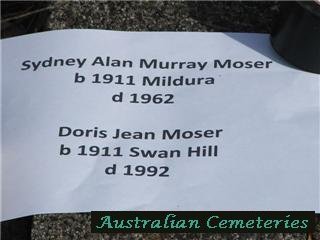 Sydney Alan Murray Moser
b 1911 Mildura
d 1962
Doris Jean Moser
b 1911 Swan Hill
d 1992
Australian Cemeteries